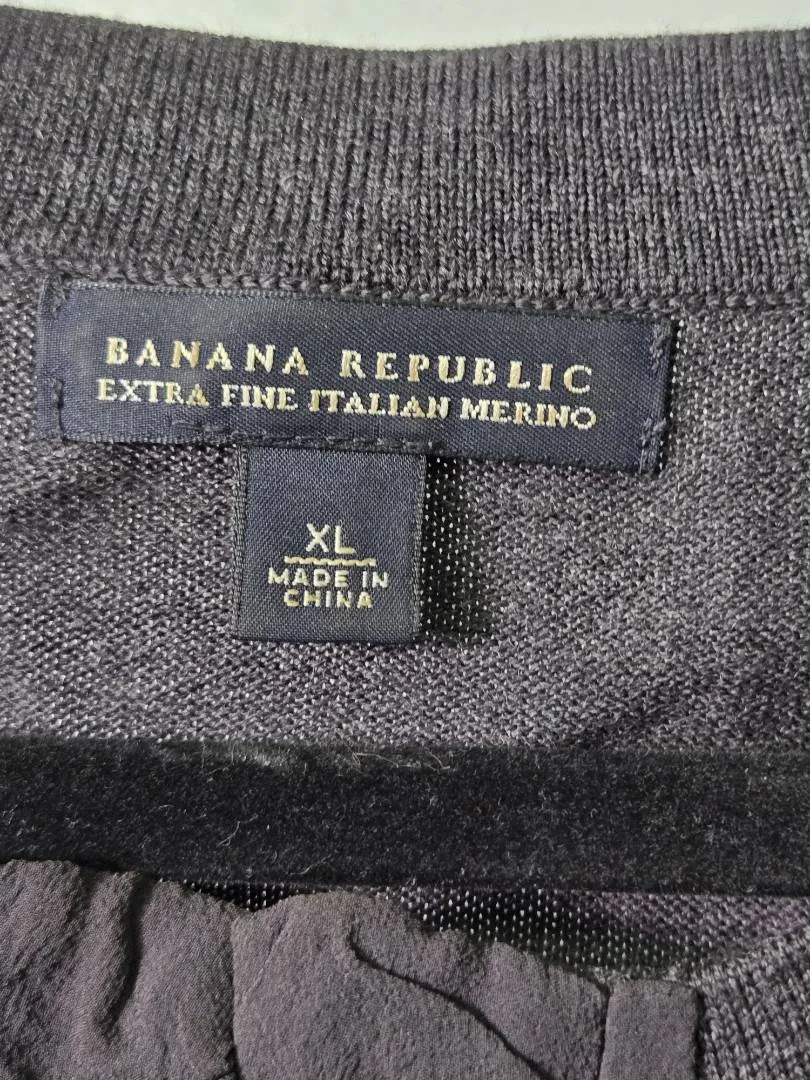 BANANA REPUBLIC
EXTRA FINE ITALIAN MERINO
XL
MADE IN
CHINA